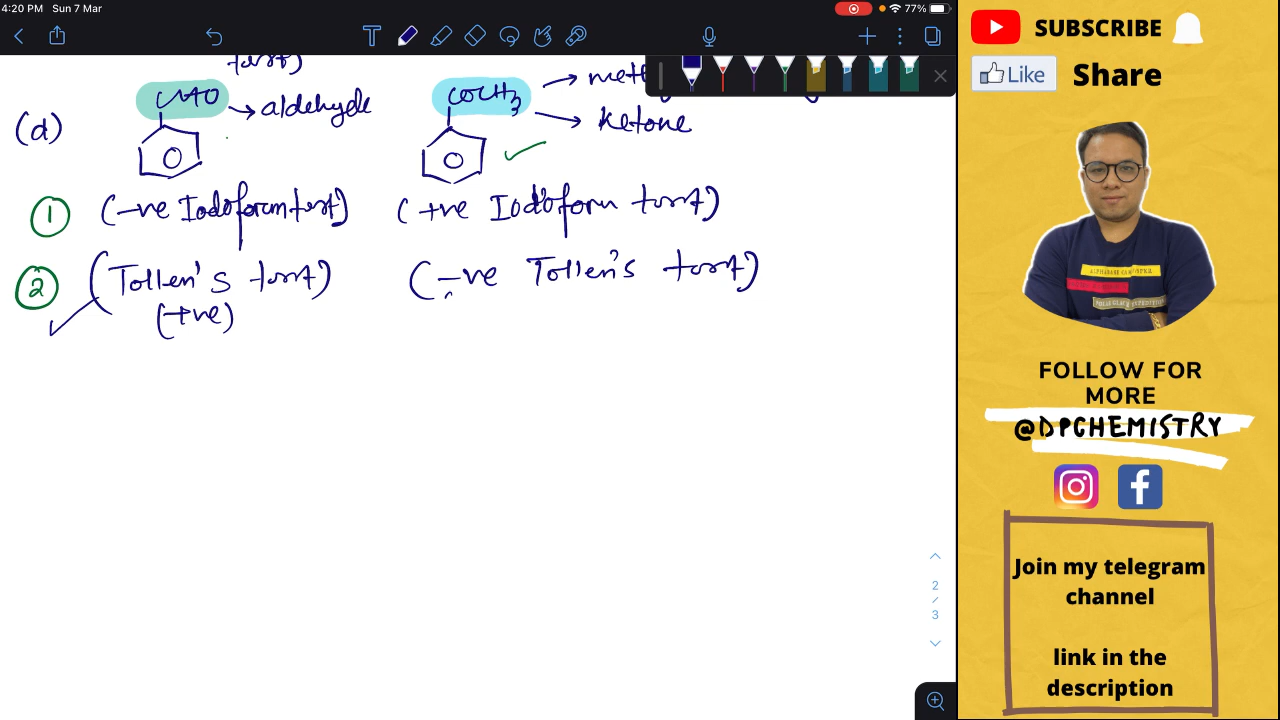 4:20 PM Sun 7 Mar
77%
CHO
→ aldehyde
COCH3
→ Ketone
(d)
1 (-ve Iodoform test) (+ve Iodoform test)
2 (Tollen's test) (-ve Tollen's test)
(+ve)
2
/
3
SUBSCRIBE
Like Share
FOLLOW FOR
MORE
@DPCHEMISTRY
Join my telegram
channel
link in the
description